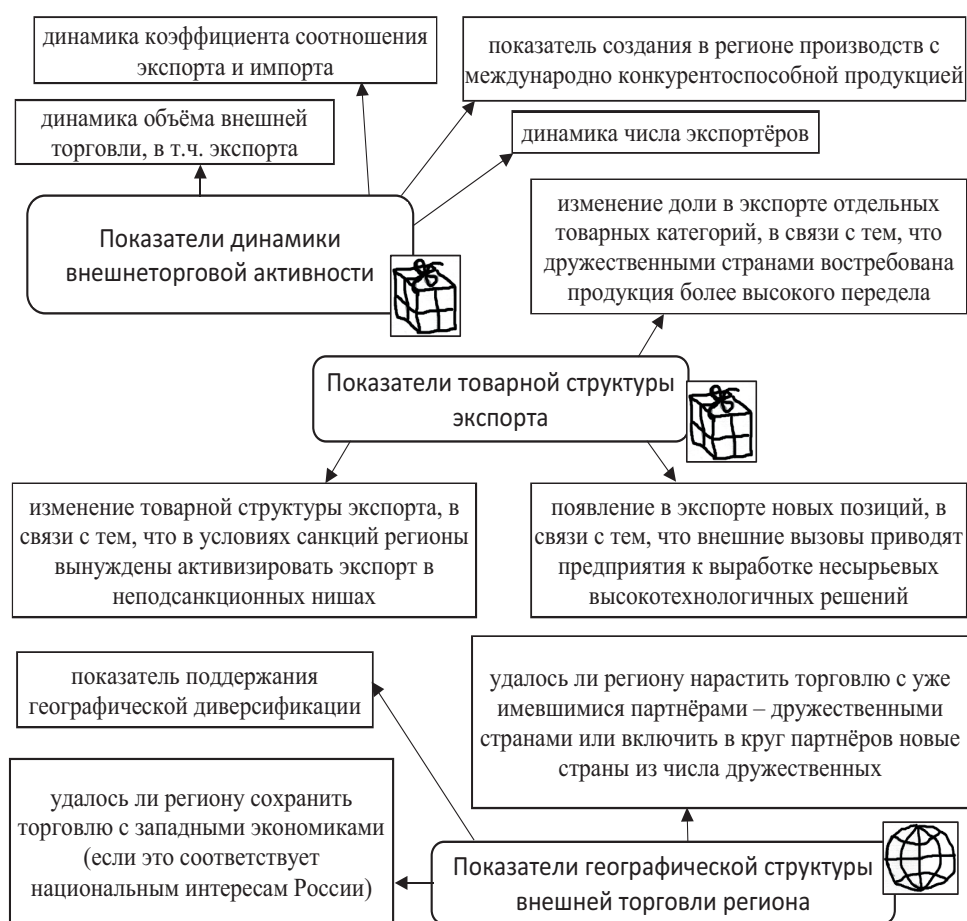 динамика коэффициента соотношения
экспорта и импорта
показатель создания в регионе производств с
международно конкурентоспособной продукцией
динамика объёма внешней
торговли, в т.ч. экспорта
динамика числа экспортёров
Показатели динамики
внешнеторговой активности
изменение доли в экспорте отдельных
товарных категорий, в связи с тем, что
дружественными странами востребована
продукция более высокого передела
Показатели товарной структуры
экспорта
изменение товарной структуры экспорта, в
связи с тем, что в условиях санкций регионы
вынуждены активизировать экспорт в
неподсанкционных нишах
появление в экспорте новых позиций, в
связи с тем, что внешние вызовы приводят
предприятия к выработке несырьевых
высокотехнологичных решений
показатель поддержания
географической диверсификации
удалось ли региону нарастить торговлю с уже
имевшимися партнёрами – дружественными
странами или включить в круг партнёров новые
страны из числа дружественных
удалось ли региону сохранить
торговлю с западными экономиками
(если это соответствует
национальным интересам России)
Показатели географической структуры
внешней торговли региона